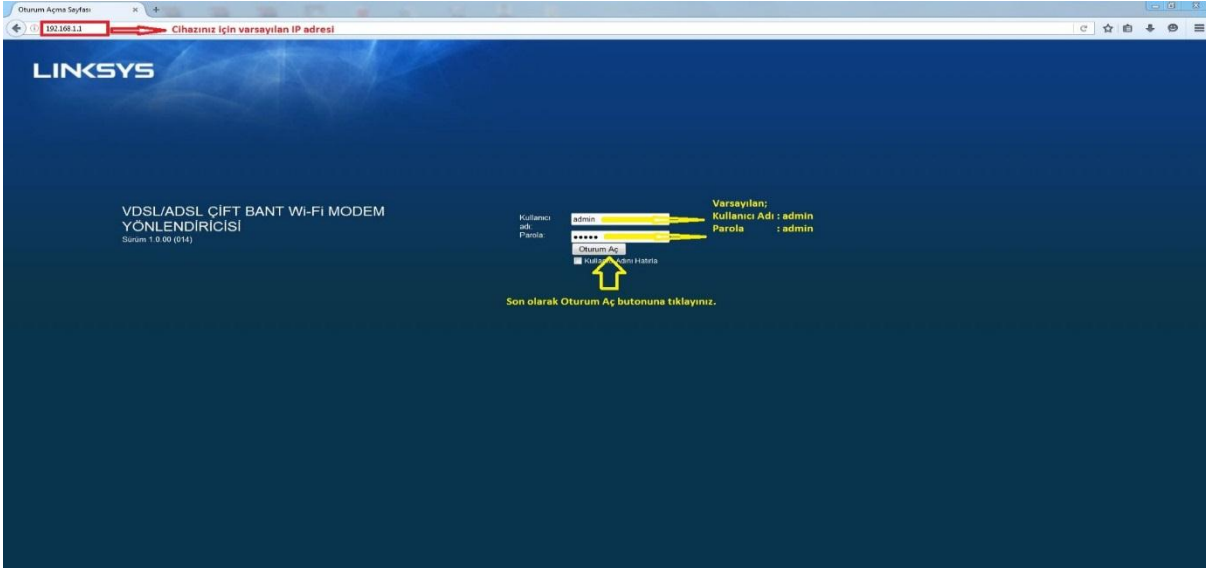 Oturum Açma Sayfası
192.168.1.1
Cihazınız için varsayılan IP adresi
LINKSYS
VDSL/ADSL ÇİFT BANT Wi-Fi MODEM
YÖNLENDİRİCİSİ
Sürüm 1.0.00 (014)
Kullanıcı
adı:
admin
Parola:
Oturum Aç
Kullanıcı Adını Hatırla
Varsayılan;
Kullanıcı Adı : admin
Parola : admin
Son olarak Oturum Aç butonuna tıklayınız.